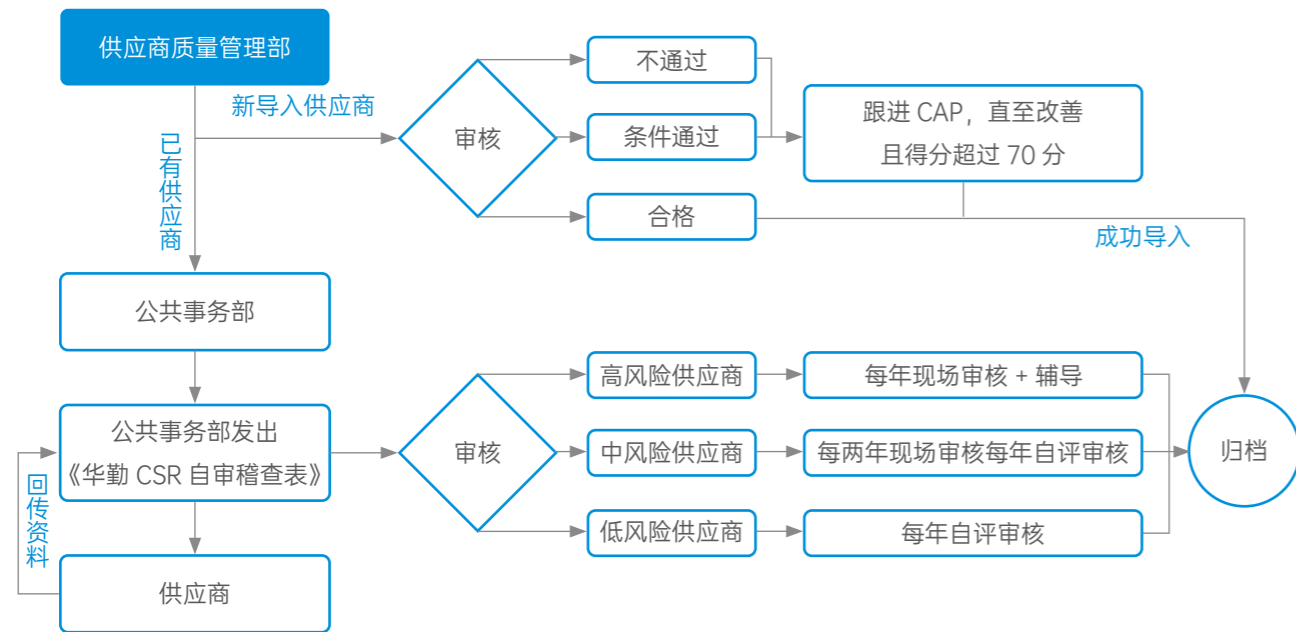 供应商质量管理部
新导入供应商
已有供应商
审核
不通过
条件通过
合格
跟进 CAP，直至改善
且得分超过 70 分
成功导入
公共事务部
公共事务部发出
《华勤 CSR 自审稽查表》
回传资料
供应商
审核
高风险供应商
每年现场审核 + 辅导
中风险供应商
每两年现场审核每年自评审核
低风险供应商
每年自评审核
归档